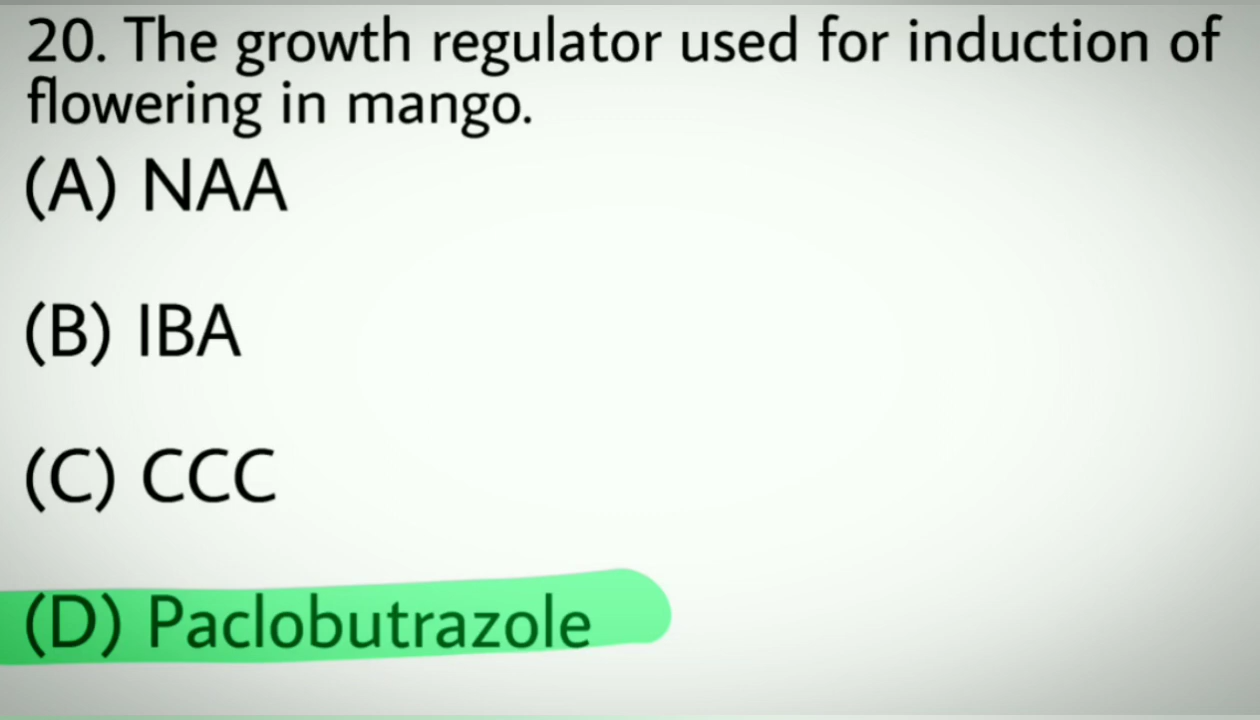 20. The growth regulator used for induction of
flowering in mango.
(A) NAA
(B) IBA
(C) CCC
(D) Paclobutrazole